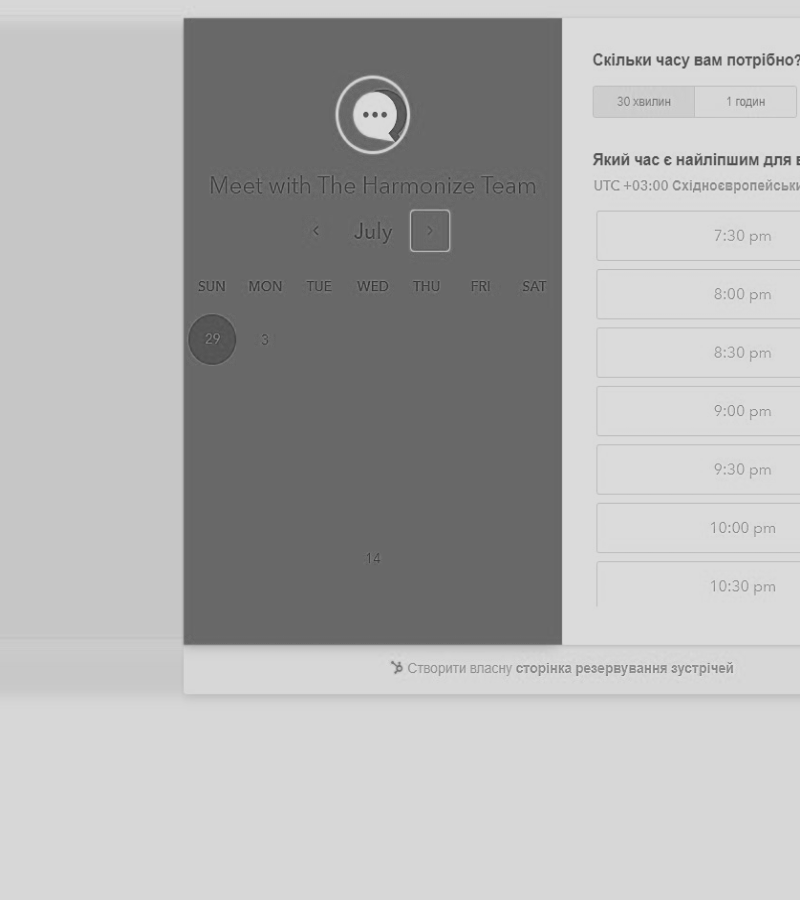 Meet with The Harmonize Team
July
SUN MON TUE WED THU FRI SAT
29 3
14
Скільки часу вам потрібно?
30 хвилин 1 годин
Який час є найліпшим для
UTC +03:00 Східноєвропейськи
7:30 pm
8:00 pm
8:30 pm
9:00 pm
9:30 pm
10:00 pm
10:30 pm
Створити власну сторінка резервування зустрічей